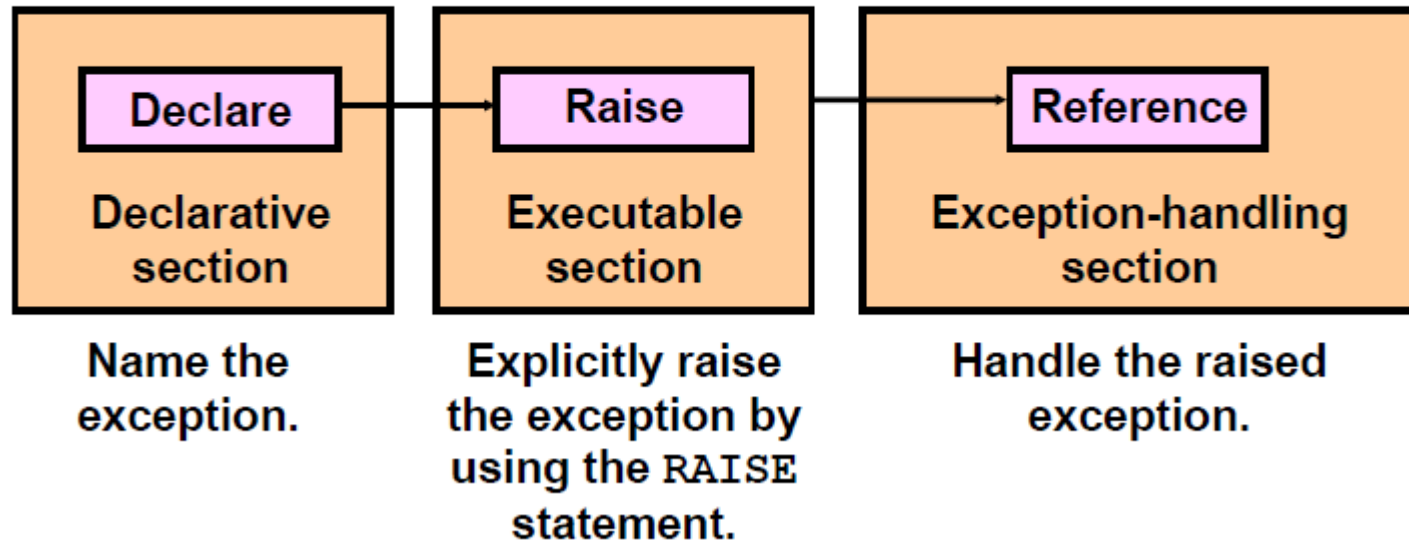 Declare
Declarative
section
Name the
exception.
Raise
Executable
section
Explicitly raise
the exception by
using the RAISE
statement.
Reference
Exception-handling
section
Handle the raised
exception.